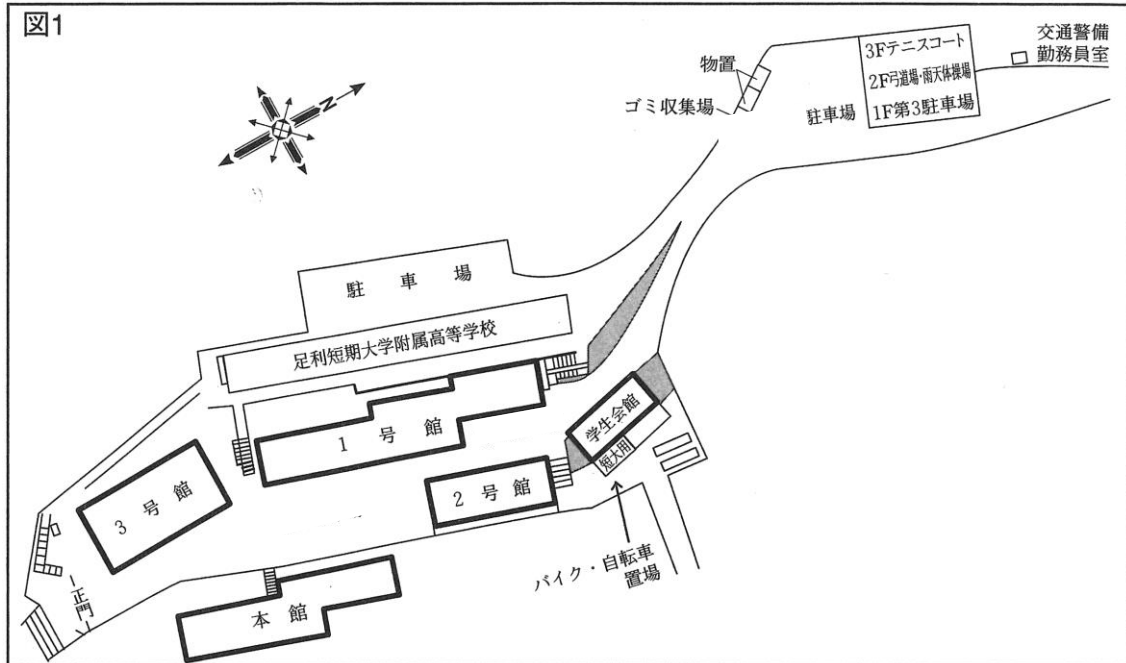 図1
N
交通警備
勤務員室
物置
ゴミ収集場
駐車場
3Fテニスコート
2F弓道場・雨天体操場
1F第3駐車場
駐車場
足利短期大学附属高等学校
1号館
学生会館
短大用
2号館
3号館
バイク・自転車
置場
正門
本館